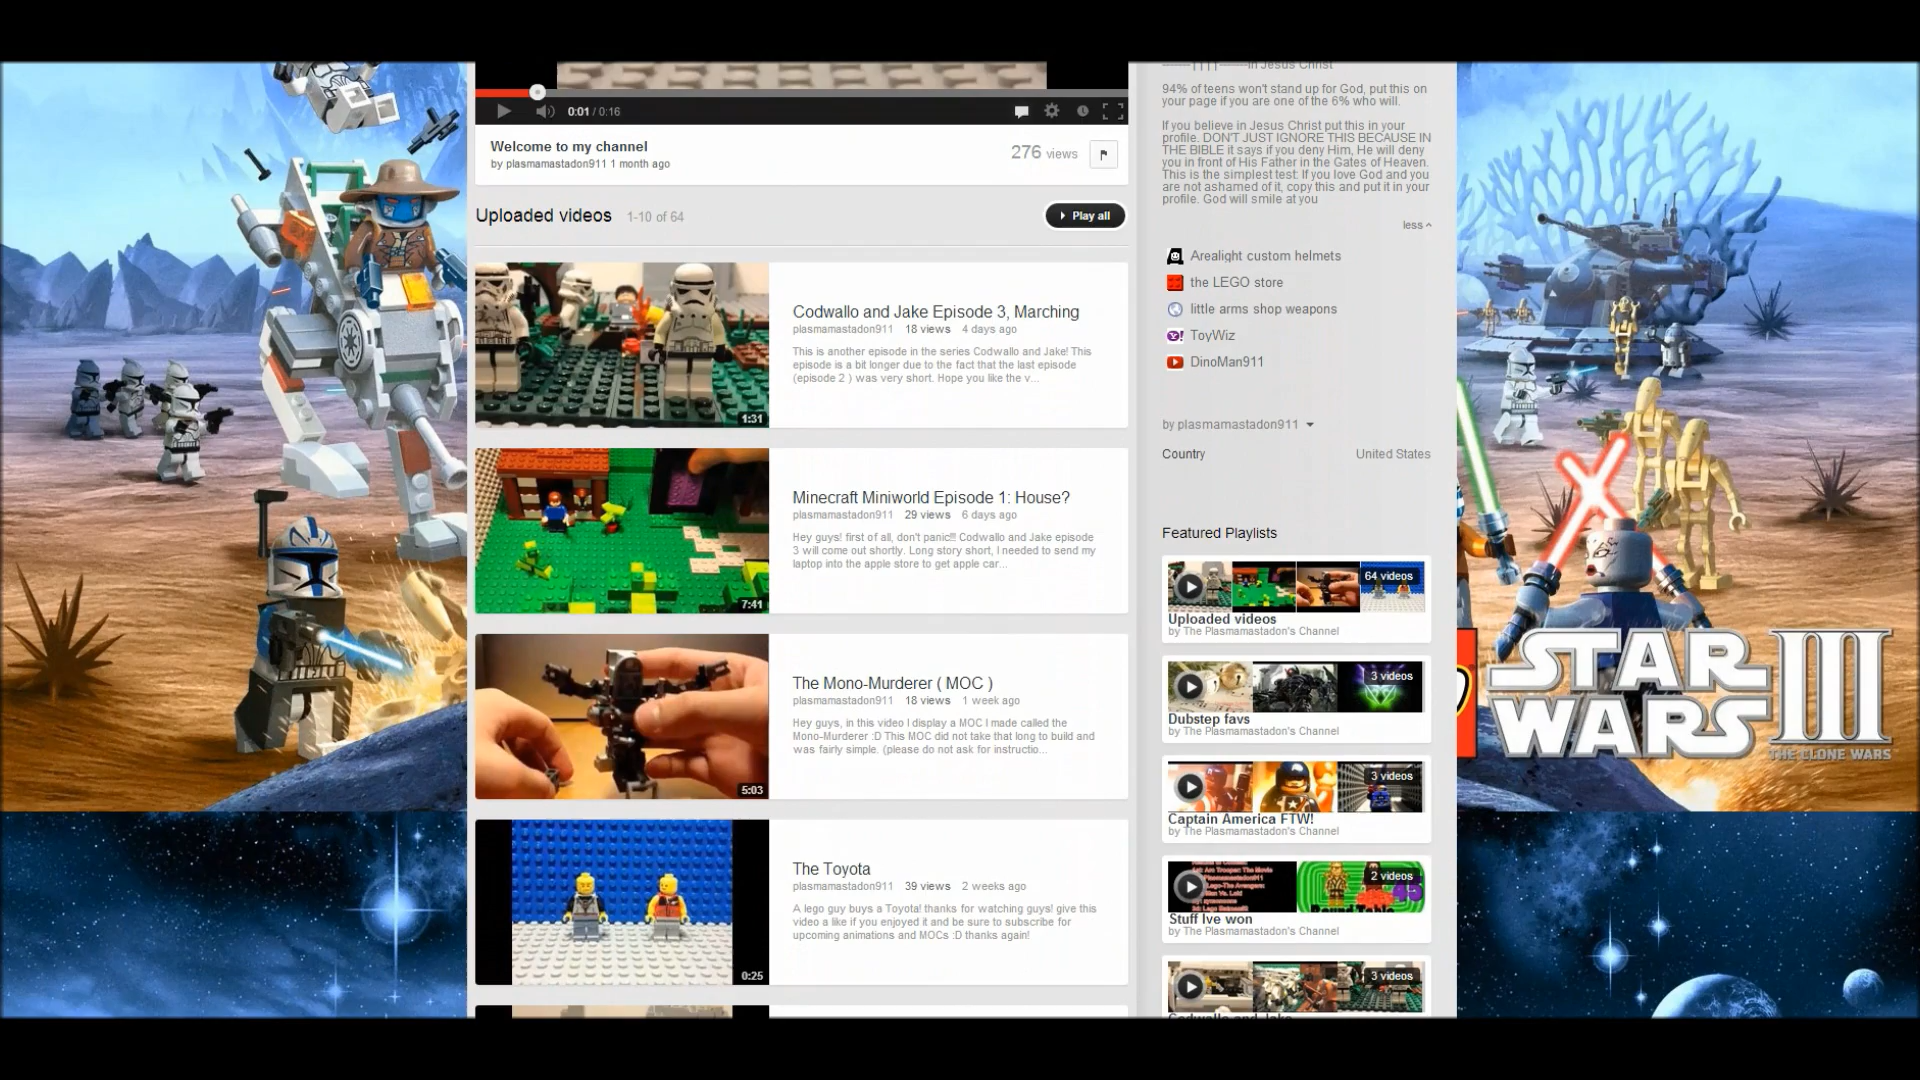 0:01 / 0:16
Welcome to my channel
by plasmamastadon911 1 month ago
276 views
Uploaded videos 1-10 of 64
Play all
Codwallo and Jake Episode 3, Marching
plasmamastadon911 18 views 4 days ago
This is another episode in the series Codwallo and Jake! This
episode is a bit longer due to the fact that the last episode
(episode 2 ) was very short. Hope you like the v...
1:31
Minecraft Miniworld Episode 1: House?
plasmamastadon911 29 views 6 days ago
Hey guys! first of all, don't panic!!! Codwallo and Jake episode
3 will come out shortly. Long story short, I needed to send my
laptop into the apple store to get apple car...
7:41
The Mono-Murderer ( MOC )
plasmamastadon911 18 views 1 week ago
Hey guys, in this video I display a MOC I made called the
Mono-Murderer :D This MOC did not take that long to build and
was fairly simple. (please do not ask for instructio...
5:03
The Toyota
plasmamastadon911 39 views 2 weeks ago
A lego guy buys a Toyota! thanks for watching guys! give this
video a like if you enjoyed it and be sure to subscribe for
upcoming animations and MOCs :D thanks again!
0:25
-------††††-------in Jesus Christ
94% of teens won't stand up for God, put this on
your page if you are one of the 6% who will.
If you believe in Jesus Christ put this in your
profile. DON'T JUST IGNORE THIS BECAUSE IN
THE BIBLE it says if you deny Him, He will deny
you in front of His Father in the Gates of Heaven.
This is the simplest test: If you love God and you
are not ashamed of it, copy this and put it in your
profile. God will smile at you
less
Arealight custom helmets
the LEGO store
little arms shop weapons
ToyWiz
DinoMan911
by plasmamastadon911
Country United States
Featured Playlists
64 videos
Uploaded videos
by The Plasmamastadon's Channel
3 videos
Dubstep favs
by The Plasmamastadon's Channel
3 videos
Captain America FTW!
by The Plasmamastadon's Channel
2 videos
Stuff Ive won
by The Plasmamastadon's Channel
3 videos
Codwallo and Jake
STAR
WARS III
THE CLONE WARS